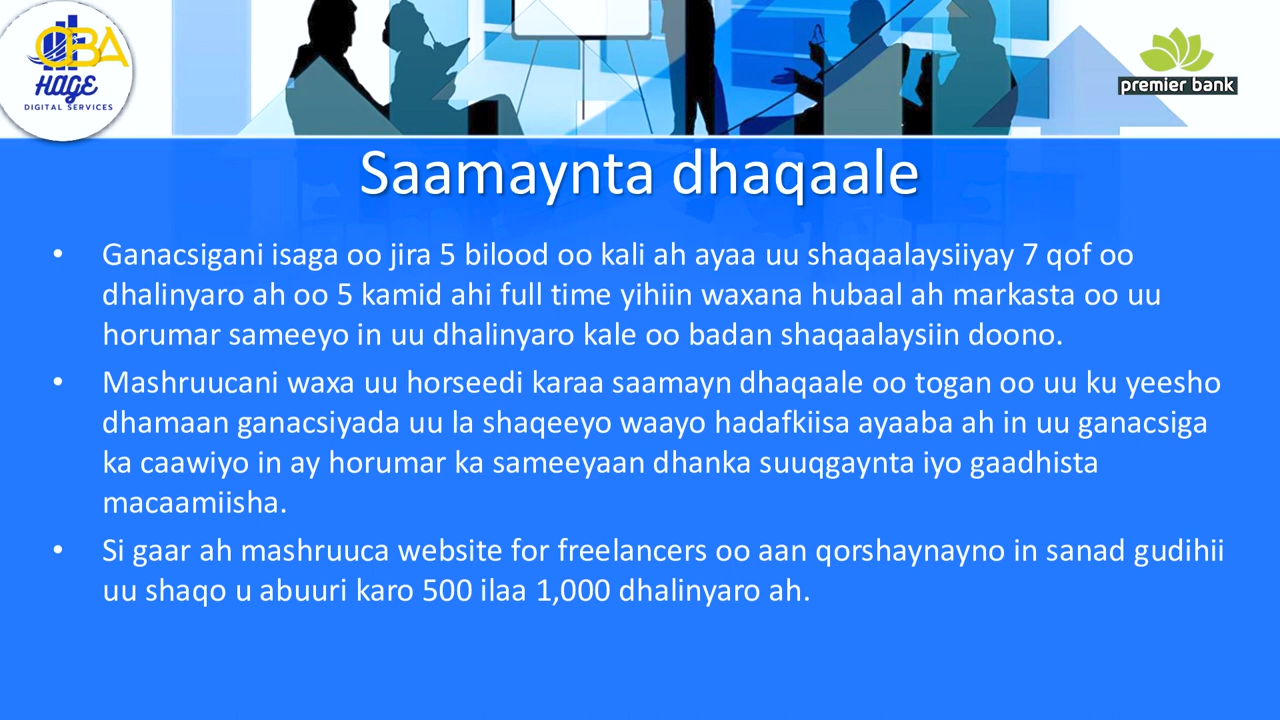 CBA
HAGE
DIGITAL SERVICES
premier bank
Saamaynta dhaqaale
• Ganacsigani isaga oo jira 5 bilood oo kali ah ayaa uu shaqaalaysiiyay 7 qof oo
dhalinyaro ah oo 5 kamid ahi full time yihiin waxana hubaal ah markasta oo uu
horumar sameeyo in uu dhalinyaro kale oo badan shaqaalaysiin doono.
• Mashruucani waxa uu horseedi karaa saamayn dhaqaale oo togan oo uu ku yeesho
dhamaan ganacsiyada uu la shaqeeyo waayo hadafkiisa ayaaba ah in uu ganacsiga
ka caawiyo in ay horumar ka sameeyaan dhanka suuqgaynta iyo gaadhista
macaamiisha.
• Si gaar ah mashruuca website for freelancers oo aan qorshaynayno in sanad gudihii
uu shaqo u abuuri karo 500 ilaa 1,000 dhalinyaro ah.